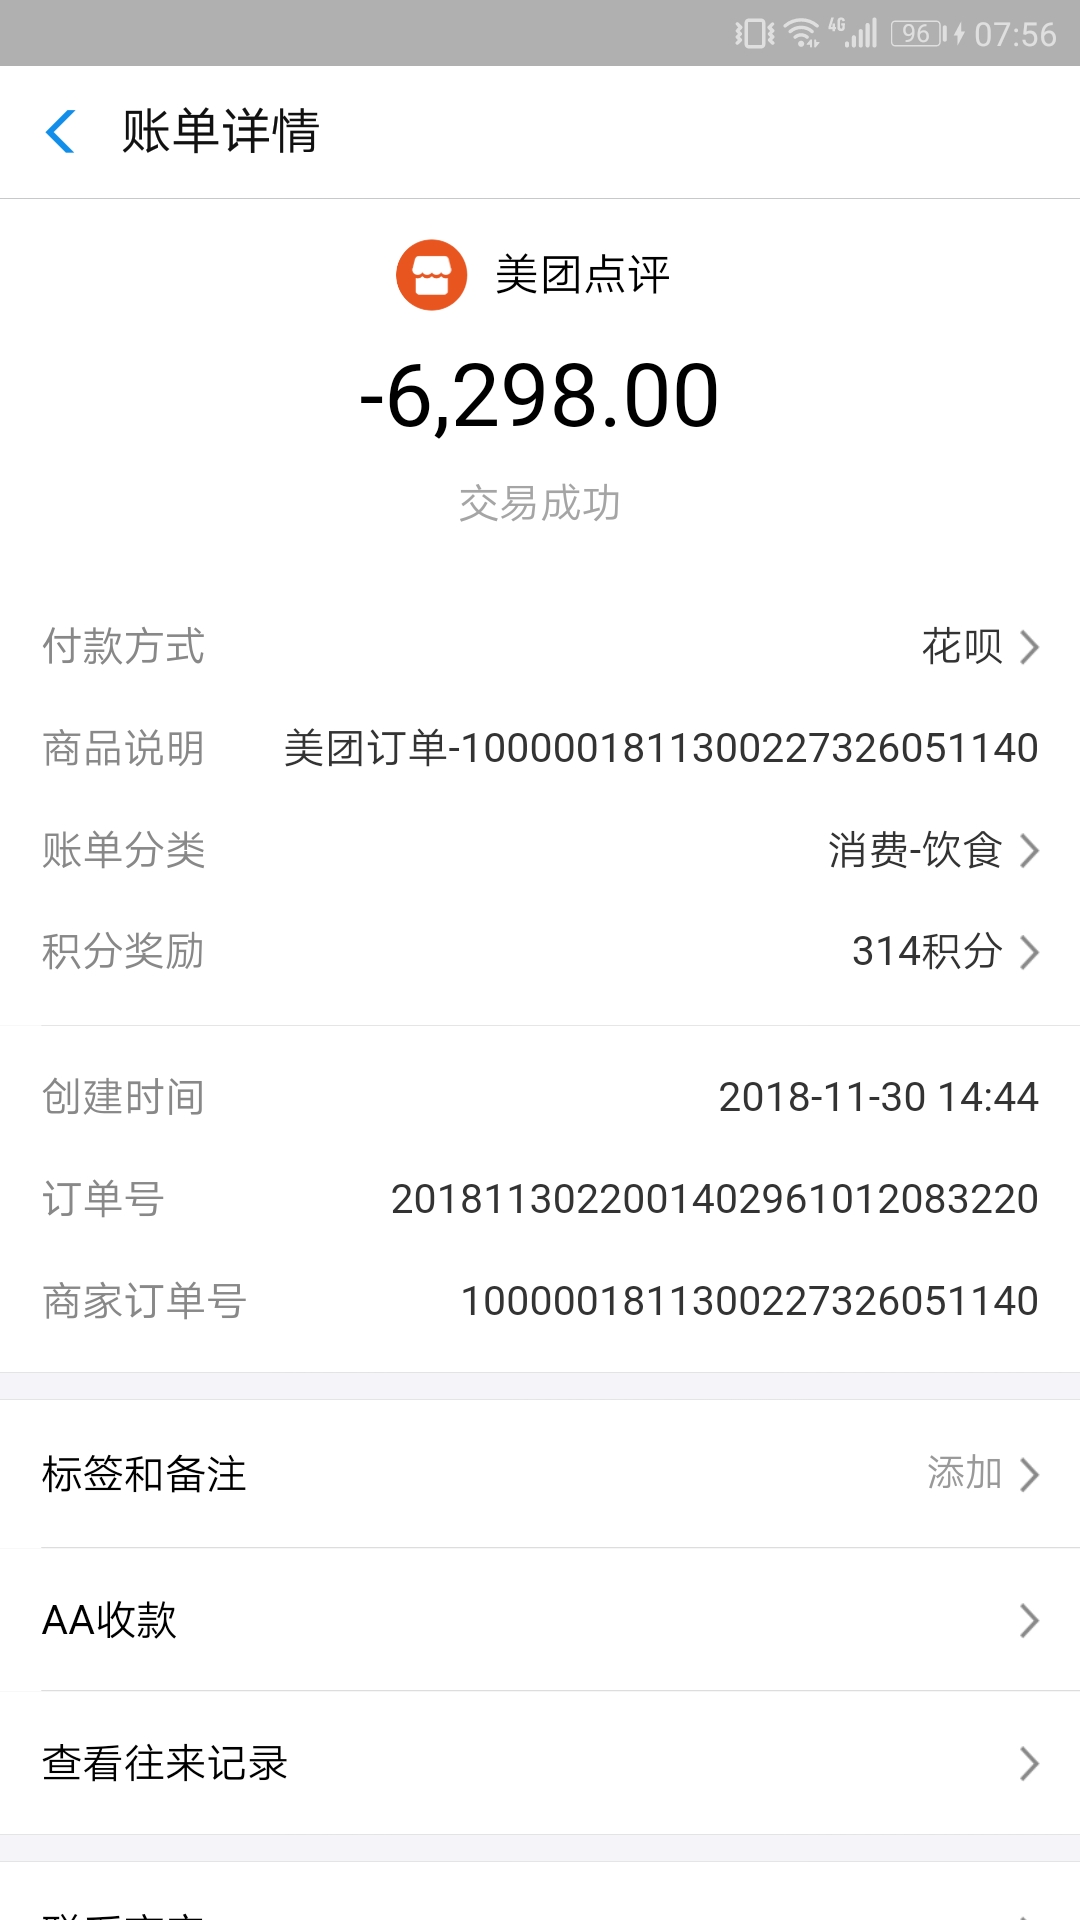 4G 96 07:56
账单详情
美团点评
-6,298.00
交易成功
付款方式 花呗
商品说明 美团订单-10000018113002273260​51140
账单分类 消费-饮食
积分奖励 314积分
创建时间 2018-11-30 14:44
订单号 2018113022001402961012083220
商家订单号 1000001811300227326051140
标签和备注 添加
AA收款
查看往来记录